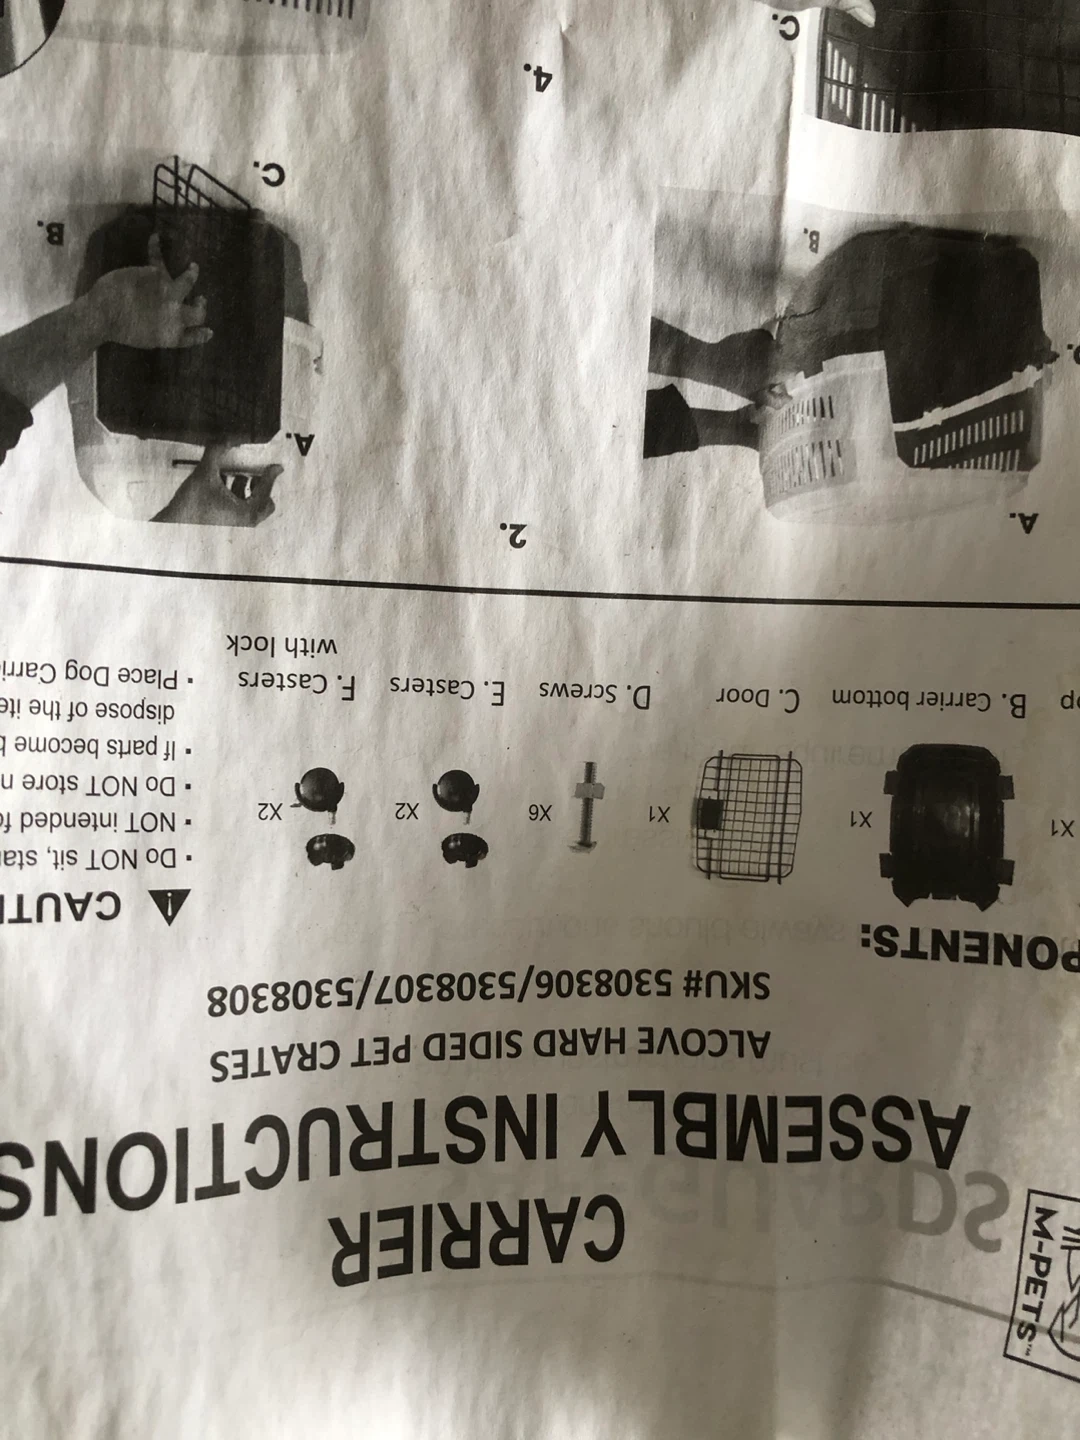 M-PETS™
CARRIER
ASSEMBLY INSTRUCTIONS
ALCOVE HARD SIDED PET CRATES
SKU# 5308306/5308307/5308308
PONENTS:
X1
X1
X1
X6
X2
X2
B. Carrier bottom
C. Door
D. Screws
E. Casters
F. Casters
with lock
CAUTI
• Do NOT sit, sta
• NOT intended f
• Do NOT store n
• If parts become
dispose of the ite
• Place Dog Carri
2.
A.
B.
A.
B.
C.
4.
C.